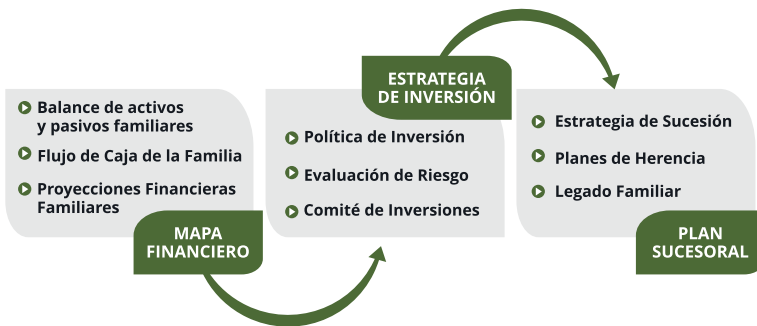 Balance de activos
y pasivos familiares
Flujo de Caja de la Familia
Proyecciones Financieras
Familiares
MAPA
FINANCIERO
ESTRATEGIA
DE INVERSIÓN
Política de Inversión
Evaluación de Riesgo
Comité de Inversiones
Estrategia de Sucesión
Planes de Herencia
Legado Familiar
PLAN
SUCESORAL